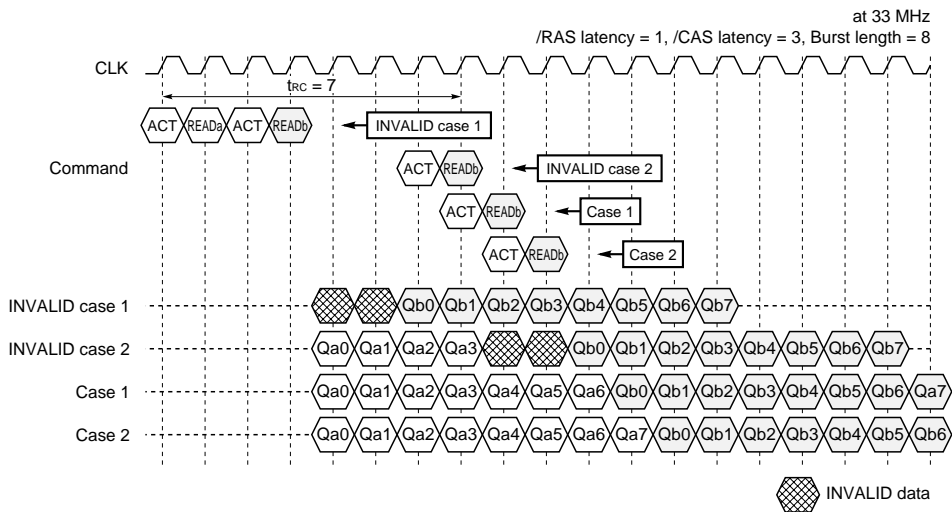 at 33 MHz
/RAS latency = 1, /CAS latency = 3, Burst length = 8
CLK
tRC = 7
ACT READa ACT READb INVALID case 1
Command
ACT READb INVALID case 2
ACT READb Case 1
ACT READb Case 2
INVALID case 1 Qb0 Qb1 Qb2 Qb3 Qb4 Qb5 Qb6 Qb7
INVALID case 2 Qa0 Qa1 Qa2 Qa3 Qb0 Qb1 Qb2 Qb3 Qb4 Qb5 Qb6 Qb7
Case 1 Qa0 Qa1 Qa2 Qa3 Qa4 Qa5 Qa6 Qb0 Qb1 Qb2 Qb3 Qb4 Qb5 Qb6 Qa7
Case 2 Qa0 Qa1 Qa2 Qa3 Qa4 Qa5 Qa6 Qa7 Qb0 Qb1 Qb2 Qb3 Qb4 Qb5 Qb6
INVALID data